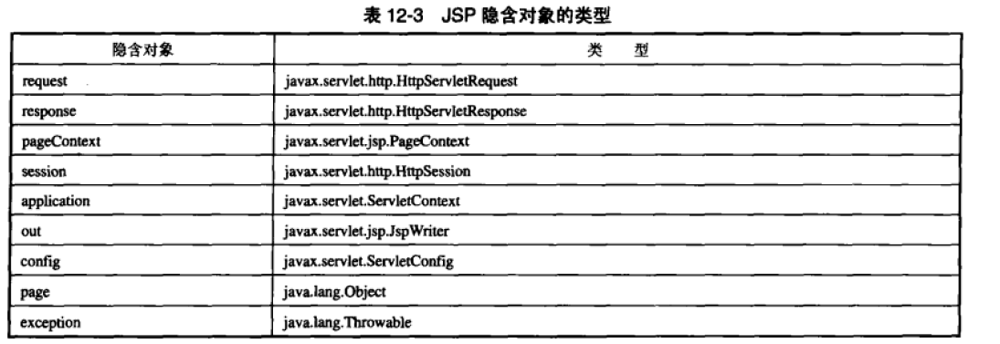 表 12-3 JSP 隐含对象的类型
隐含对象 类 型
request javax.servlet.http.HttpServletRequest
response javax.servlet.http.HttpServletResponse
pageContext javax.servlet.jsp.PageContext
session javax.servlet.http.HttpSession
application javax.servlet.ServletContext
out javax.servlet.jsp.JspWriter
config javax.servlet.ServletConfig
page java.lang.Object
exception java.lang.Throwable